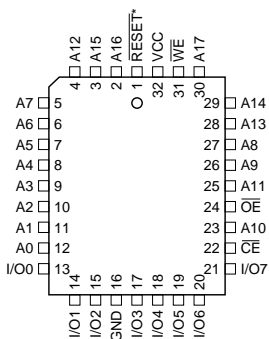 A12
A15
A16
RESET*
VCC
WE
A17
4
3
2
1
32
31
30
A7 5
A6 6
A5 7
A4 8
A3 9
A2 10
A1 11
A0 12
I/O0 13
29 A14
28 A13
27 A8
26 A9
25 A11
24 OE
23 A10
22 CE
21 I/O7
14
15
16
17
18
19
20
I/O1
I/O2
GND
I/O3
I/O4
I/O5
I/O6